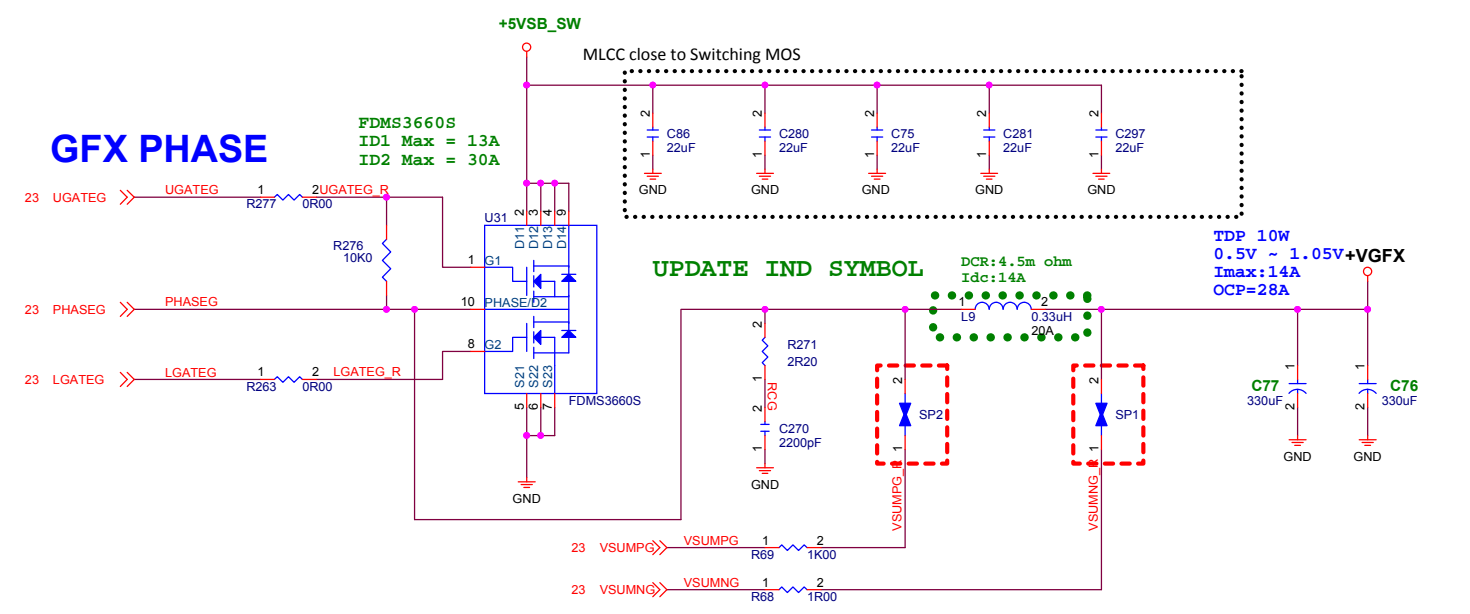 +5VSB_SW
MLCC close to Switching MOS
GFX PHASE
FDMS3660S
ID1 Max = 13A
ID2 Max = 30A
2 2 2 2 2
C86 C280 C75 C281 C297
22uF 22uF 22uF 22uF 22uF
1 1 1 1 1
GND GND GND GND GND
23 UGATEG UGATEG 1 2 UGATEG_R
R277 0R00
U31
2 3 4 9
D11 D12 D13 D14
R276
10K0
1 G1
23 PHASEG PHASEG
10 PHASE/D2
8 G2
23 LGATEG LGATEG 1 2 LGATEG_R
R263 0R00
S21 S22 S23
5 6 7
FDMS3660S
GND
UPDATE IND SYMBOL
DCR:4.5m ohm
Idc:14A
1 2
L9 0.33uH
20A
TDP 10W
0.5V ~ 1.05V
Imax:14A
OCP=28A
+VGFX
2
R271
2R20
1
RCG
2
C270
2200pF
1
GND
2
SP2
1
VSUMPG_R
2
SP1
1
VSUMNG_R
1 1
C77 C76
330uF 330uF
2 2
GND GND
23 VSUMPG VSUMPG 1 2
R69 1K00
23 VSUMNG VSUMNG 1 2
R68 1R00